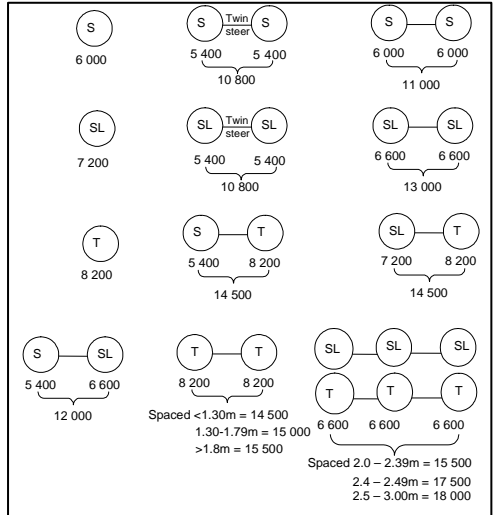 S S Twin steer S S S
6 000 5 400 5 400 6 000 6 000
10 800 11 000
SL SL Twin steer SL SL SL
7 200 5 400 5 400 6 600 6 600
10 800 13 000
T S T SL T
8 200 5 400 8 200 7 200 8 200
14 500 14 500
S SL T T SL SL SL
T T T
5 400 6 600 8 200 8 200 6 600 6 600 6 600
12 000
Spaced <1.30m = 14 500
1.30-1.79m = 15 000
>1.8m = 15 500
Spaced 2.0 – 2.39m = 15 500
2.4 – 2.49m = 17 500
2.5 – 3.00m = 18 000